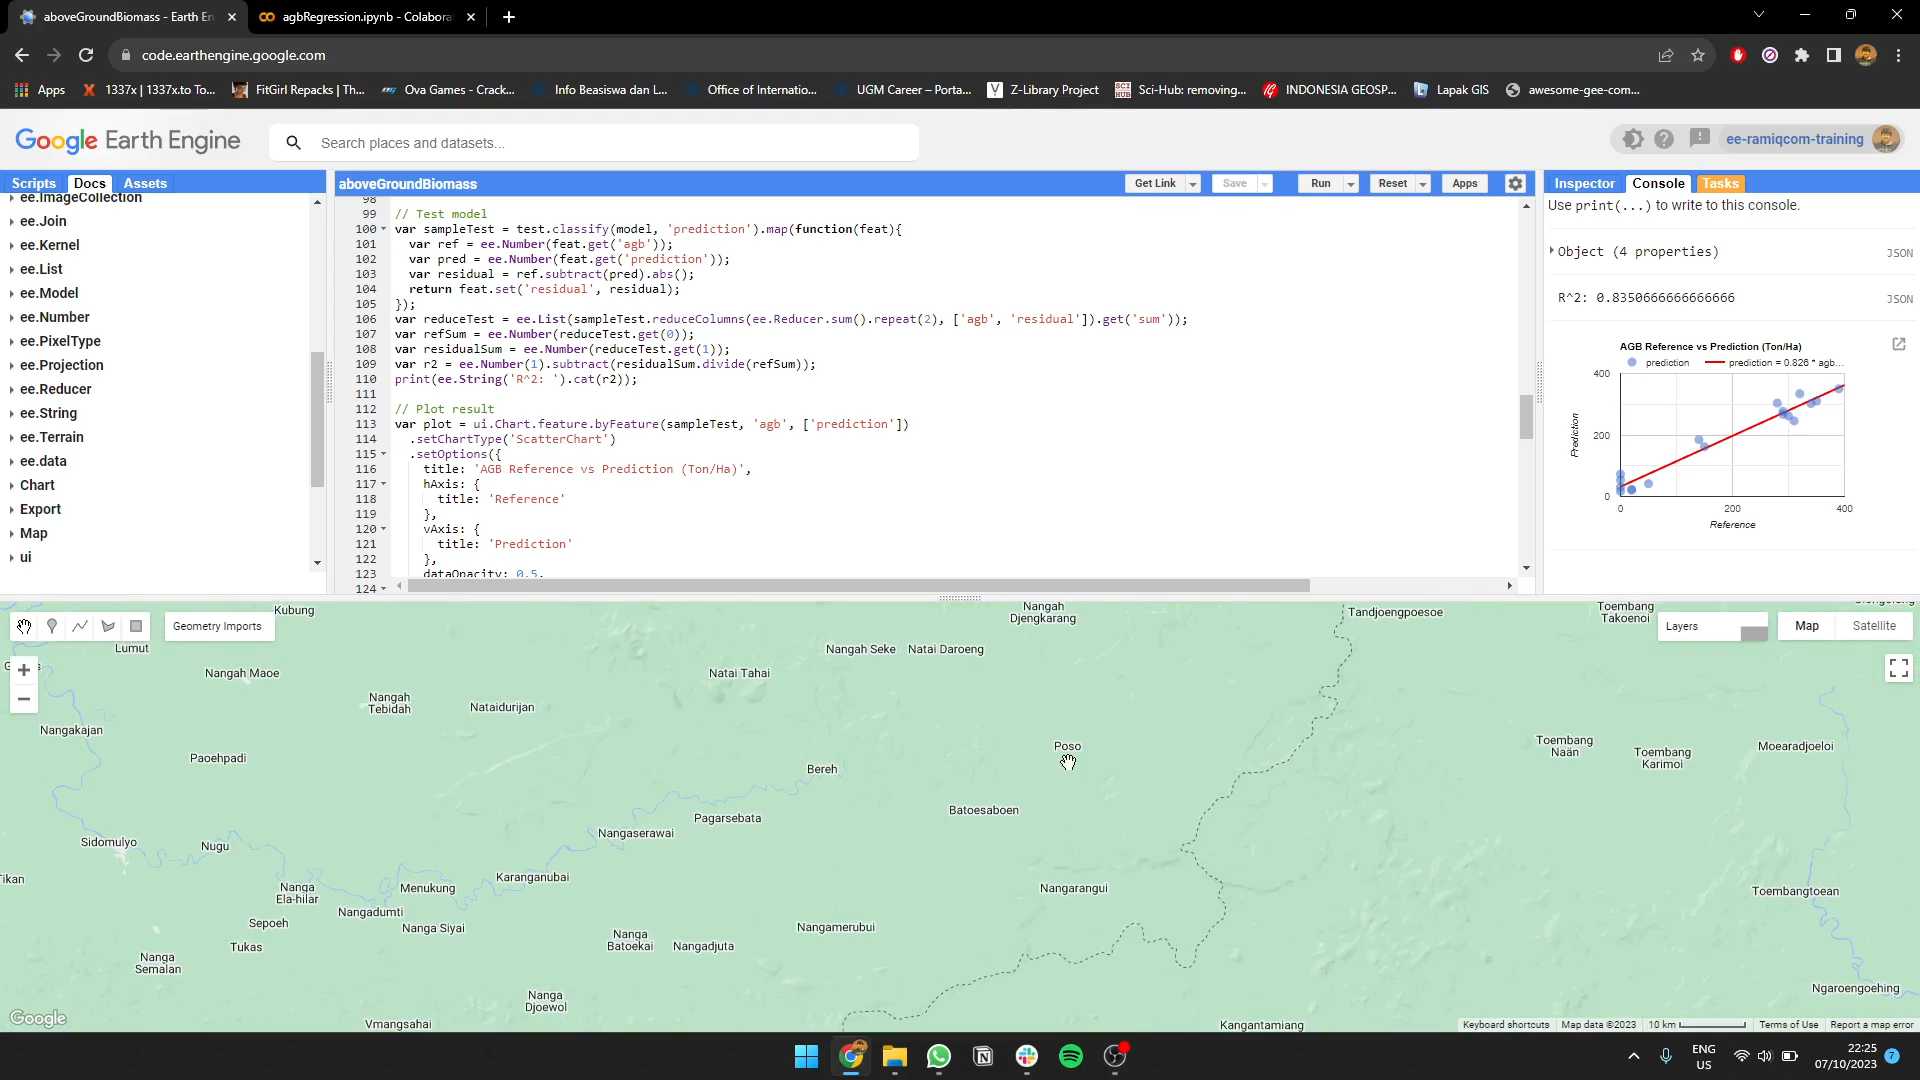 aboveGroundBiomass - Earth En
agbRegression.ipynb - Colabora
code.earthengine.google.com
Apps
1337x | 1337x.to To...
FitGirl Repacks | Th...
Ova Games - Crack...
Info Beasiswa dan L...
Office of Internatio...
UGM Career – Porta...
Z-Library Project
Sci-Hub: removing...
INDONESIA GEOSP...
Lapak GIS
awesome-gee-com...
Google Earth Engine
Search places and datasets...
ee-ramiqcom-training
Scripts
Docs
Assets
ee.ImageCollection
ee.Join
ee.Kernel
ee.List
ee.Model
ee.Number
ee.PixelType
ee.Projection
ee.Reducer
ee.String
ee.Terrain
ee.data
Chart
Export
Map
ui
aboveGroundBiomass
Get Link
Save
Run
Reset
Apps
98
99 // Test model
100 var sampleTest = test.classify(model, 'prediction').map(function(feat){
101 var ref = ee.Number(feat.get('agb'));
102 var pred = ee.Number(feat.get('prediction'));
103 var residual = ref.subtract(pred).abs();
104 return feat.set('residual', residual);
105 });
106 var reduceTest = ee.List(sampleTest.reduceColumns(ee.Reducer.sum().repeat(2), ['agb', 'residual']).get('sum'));
107 var refSum = ee.Number(reduceTest.get(0));
108 var residualSum = ee.Number(reduceTest.get(1));
109 var r2 = ee.Number(1).subtract(residualSum.divide(refSum));
110 print(ee.String('R^2: ').cat(r2));
111
112 // Plot result
113 var plot = ui.Chart.feature.byFeature(sampleTest, 'agb', ['prediction'])
114 .setChartType('ScatterChart')
115 .setOptions({
116 title: 'AGB Reference vs Prediction (Ton/Ha)',
117 hAxis: {
118 title: 'Reference'
119 },
120 vAxis: {
121 title: 'Prediction'
122 },
123 dataOpacity: 0.5,
124
Inspector
Console
Tasks
Use print(...) to write to this console.
Object (4 properties)
JSON
R^2: 0.8350666666666666
JSON
AGB Reference vs Prediction (Ton/Ha)
prediction
prediction = 0.826 * agb...
400
200
0
Prediction
0
200
400
Reference
Geometry Imports
Layers
Map
Satellite
Kubung
Nangah
Djengkarang
Tandjoengpoesoe
Toembang
Takoenoi
Lumut
Nangah Seke
Natai Daroeng
Nangah Maoe
Natai Tahai
Nangah
Tebidah
Nataidurijan
Nangakajan
Poso
Toembang
Naän
Toembang
Karimoi
Moearadjoeloi
Paoehpadi
Bereh
Batoesaboen
Pagarsebata
Nangaserawai
Sidomulyo
Nugu
Karanganubai
Nanga
Ela-hilar
Menukung
Nangarangui
Toembangtoean
Nangadumti
Sepoeh
Nanga Siyai
Nangamerubui
Tukas
Nanga
Batoekai
Nangadjuta
Nanga
Semalan
Ngaroengoehing
Nanga
Djoewol
Vmangsahai
Kangantamiang
Google
Keyboard shortcuts
Map data ©2023
10 km
Terms of Use
Report a map error
ENG
US
22:25
07/10/2023
7